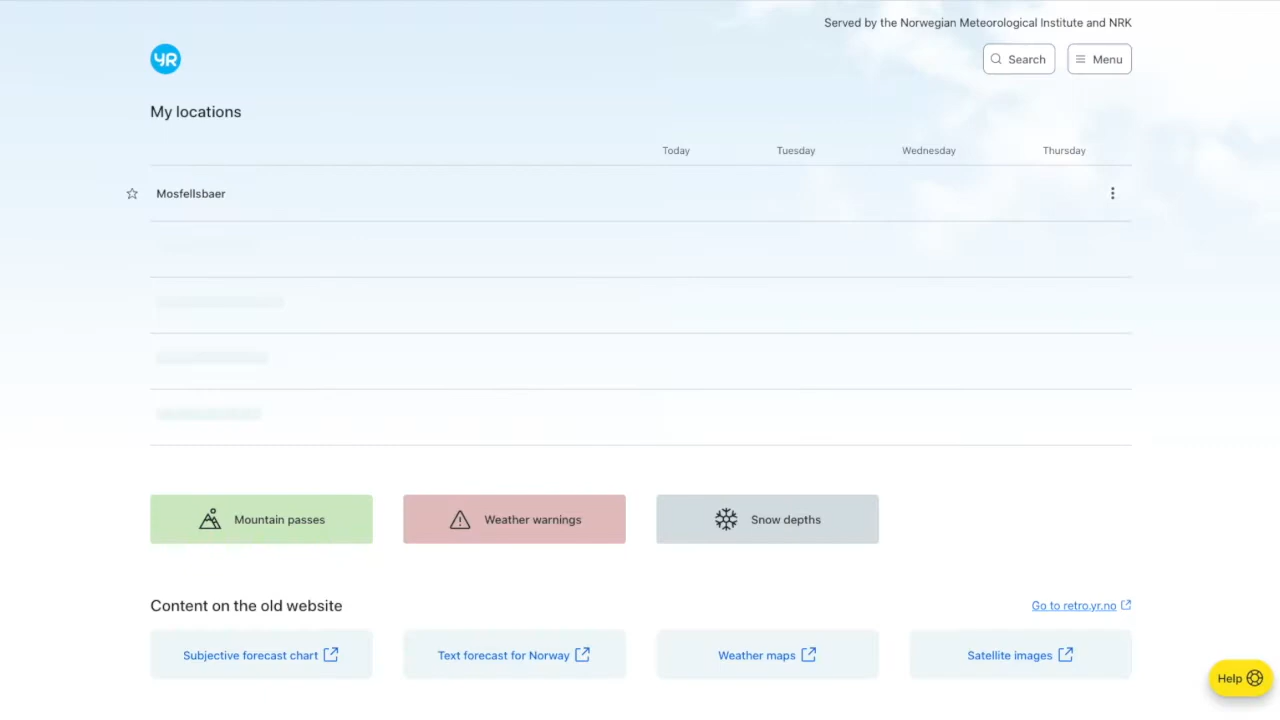 Served by the Norwegian Meteorological Institute and NRK
YR
Search
Menu
My locations
Today
Tuesday
Wednesday
Thursday
Mosfellsbaer
Mountain passes
Weather warnings
Snow depths
Content on the old website
Go to retro.yr.no
Subjective forecast chart
Text forecast for Norway
Weather maps
Satellite images
Help